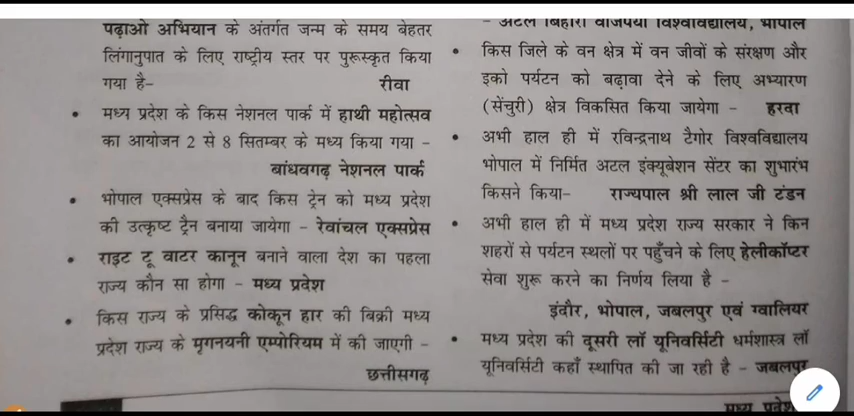 पढ़ाओ अभियान के अंतर्गत जन्म के समय बेहतर
लिंगानुपात के लिए राष्ट्रीय स्तर पर पुरूस्कृत किया
गया है- रीवा
• मध्य प्रदेश के किस नेशनल पार्क में हाथी महोत्सव
का आयोजन 2 से 8 सितम्बर के मध्य किया गया -
बांधवगढ़ नेशनल पार्क
• भोपाल एक्सप्रेस के बाद किस ट्रेन को मध्य प्रदेश
की उत्कृष्ट ट्रैन बनाया जायेगा - रेवांचल एक्सप्रेस
• राइट टू वाटर कानून बनाने वाला देश का पहला
राज्य कौन सा होगा - मध्य प्रदेश
• किस राज्य के प्रसिद्ध कोकून हार की बिक्री मध्य
प्रदेश राज्य के मृगनयनी एम्पोरियम में की जाएगी -
छत्तीसगढ़
- अटल बिहारी वाजपेयी विश्वविद्यालय, भोपाल
• किस जिले के वन क्षेत्र में वन जीवों के संरक्षण और
इको पर्यटन को बढ़ावा देने के लिए अभ्यारण
(सेंचुरी) क्षेत्र विकसित किया जायेगा - हरदा
• अभी हाल ही में रविन्द्रनाथ टैगोर विश्वविद्यालय
भोपाल में निर्मित अटल इंक्यूबेशन सेंटर का शुभारंभ
किसने किया- राज्यपाल श्री लाल जी टंडन
• अभी हाल ही में मध्य प्रदेश राज्य सरकार ने किन
शहरों से पर्यटन स्थलों पर पहुँचने के लिए हेलीकॉप्टर
सेवा शुरू करने का निर्णय लिया है -
इंदौर, भोपाल, जबलपुर एवं ग्वालियर
• मध्य प्रदेश की दूसरी लॉ यूनिवर्सिटी धर्मशास्त्र लॉ
यूनिवर्सिटी कहाँ स्थापित की जा रही है - जबलपुर